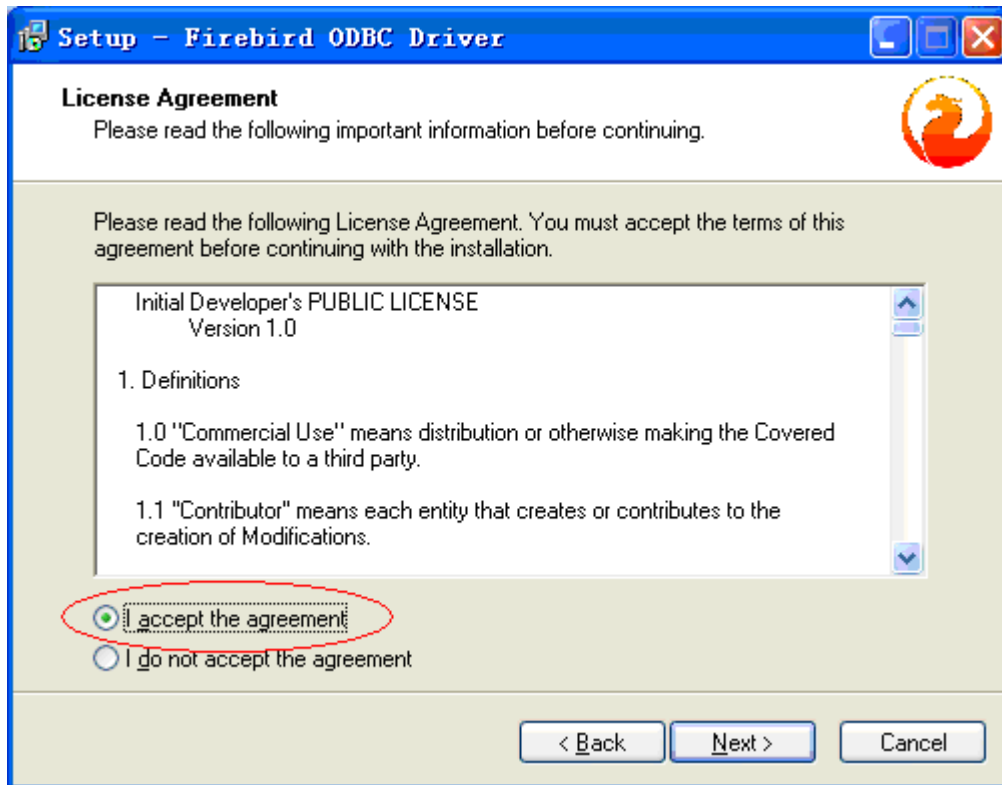 Setup - Firebird ODBC Driver
License Agreement
Please read the following important information before continuing.
Please read the following License Agreement. You must accept the terms of this
agreement before continuing with the installation.
Initial Developer's PUBLIC LICENSE
Version 1.0
1. Definitions
1.0 "Commercial Use" means distribution or otherwise making the Covered
Code available to a third party.
1.1 "Contributor" means each entity that creates or contributes to the
creation of Modifications.
I accept the agreement
I do not accept the agreement
< Back
Next >
Cancel